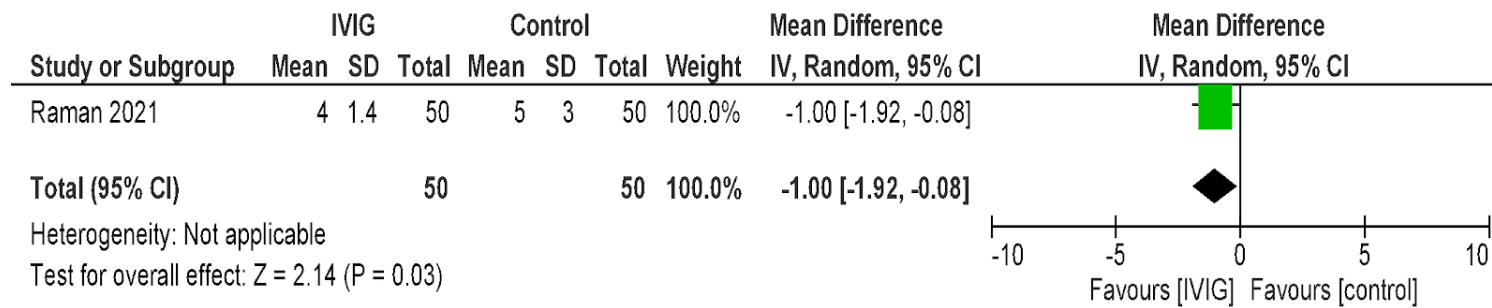 IVIG Control Mean Difference Mean Difference
Study or Subgroup Mean SD Total Mean SD Total Weight IV, Random, 95% CI IV, Random, 95% CI
Raman 2021 4 1.4 50 5 3 50 100.0% -1.00 [-1.92, -0.08]
Total (95% CI) 50 50 100.0% -1.00 [-1.92, -0.08]
Heterogeneity: Not applicable
Test for overall effect: Z = 2.14 (P = 0.03)
-10 -5 0 5 10
Favours [IVIG] Favours [control]